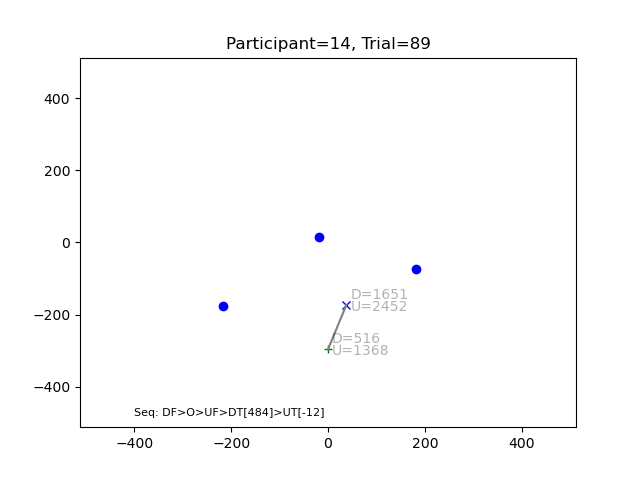 Participant=14, Trial=89
400
200
0
−200
−400
D=1651
U=2452
D=516
U=1368
Seq: DF>O>UF>DT[484]>UT[-12]
−400
−200
0
200
400